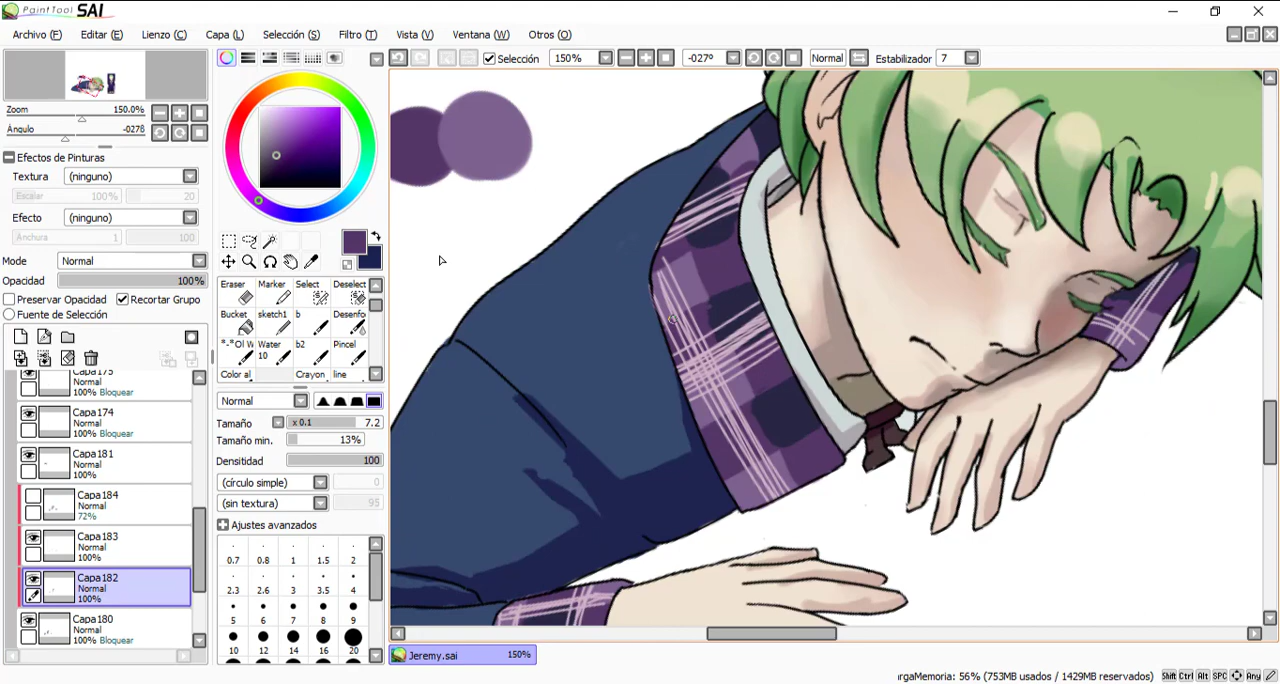 PaintTool SAI
Archivo (F) Editar (E) Lienzo (C) Capa (L) Selección (S) Filtro (T) Vista (V) Ventana (W) Otros (O)
Selección 150% -027º Normal Estabilizador 7
Zoom 150.0%
Ángulo -027
Efectos de Pinturas
Textura (ninguno)
Escalar 100% 20
Efecto (ninguno)
Anchura 1 100
Modo Normal
Opacidad 100%
Preservar Opacidad Recortar Grupo
Fuente de Selección
Capa175
Normal
100% Bloquear
Capa174
Normal
100% Bloquear
Capa181
Normal
100%
Capa184
Normal
72%
Capa183
Normal
100%
Capa182
Normal
100%
Capa180
Normal
100% Bloquear
Eraser Marker Select Deselect
Bucket sketch1 b Desenfo
*-*Ol W Water b2 Pincel
10
Color al Crayon line
Normal
Tamaño x 0.1 7.2
Tamaño min. 13%
Densitidad 100
(círculo simple) 0
(sin textura) 95
Ajustes avanzados
0.7 0.8 1 1.5 2
2.3 2.6 3 3.5 4
5 6 7 8 9
10 12 14 16 20
Jeremy.sai 150%
rgaMemoria: 56% (753MB usados / 1429MB reservados) Shift Ctrl Alt SPC Any